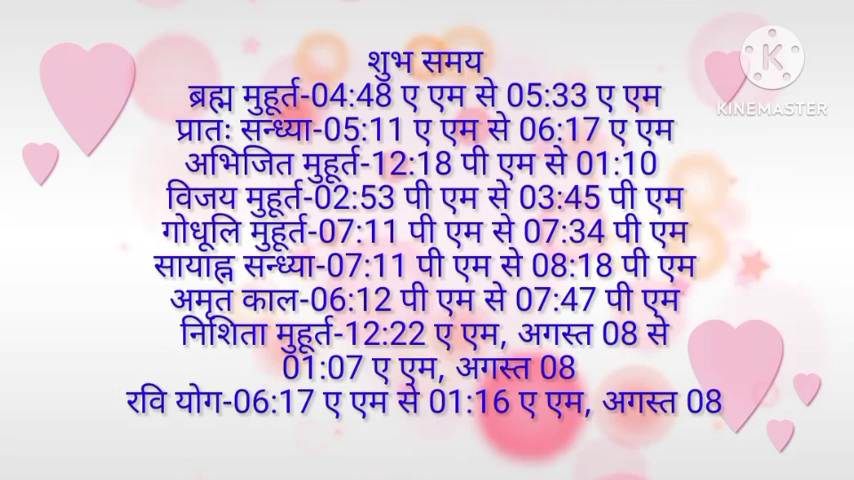 शुभ समय
ब्रह्म मुहूर्त-04:48 ए एम से 05:33 ए एम
प्रातः सन्ध्या-05:11 ए एम से 06:17 ए एम
अभिजित मुहूर्त-12:18 पी एम से 01:10
विजय मुहूर्त-02:53 पी एम से 03:45 पी एम
गोधूलि मुहूर्त-07:11 पी एम से 07:34 पी एम
सायाह्न सन्ध्या-07:11 पी एम से 08:18 पी एम
अमृत काल-06:12 पी एम से 07:47 पी एम
निशिता मुहूर्त-12:22 ए एम, अगस्त 08 से
01:07 ए एम, अगस्त 08
रवि योग-06:17 ए एम से 01:16 ए एम, अगस्त 08
K
KINEMASTER